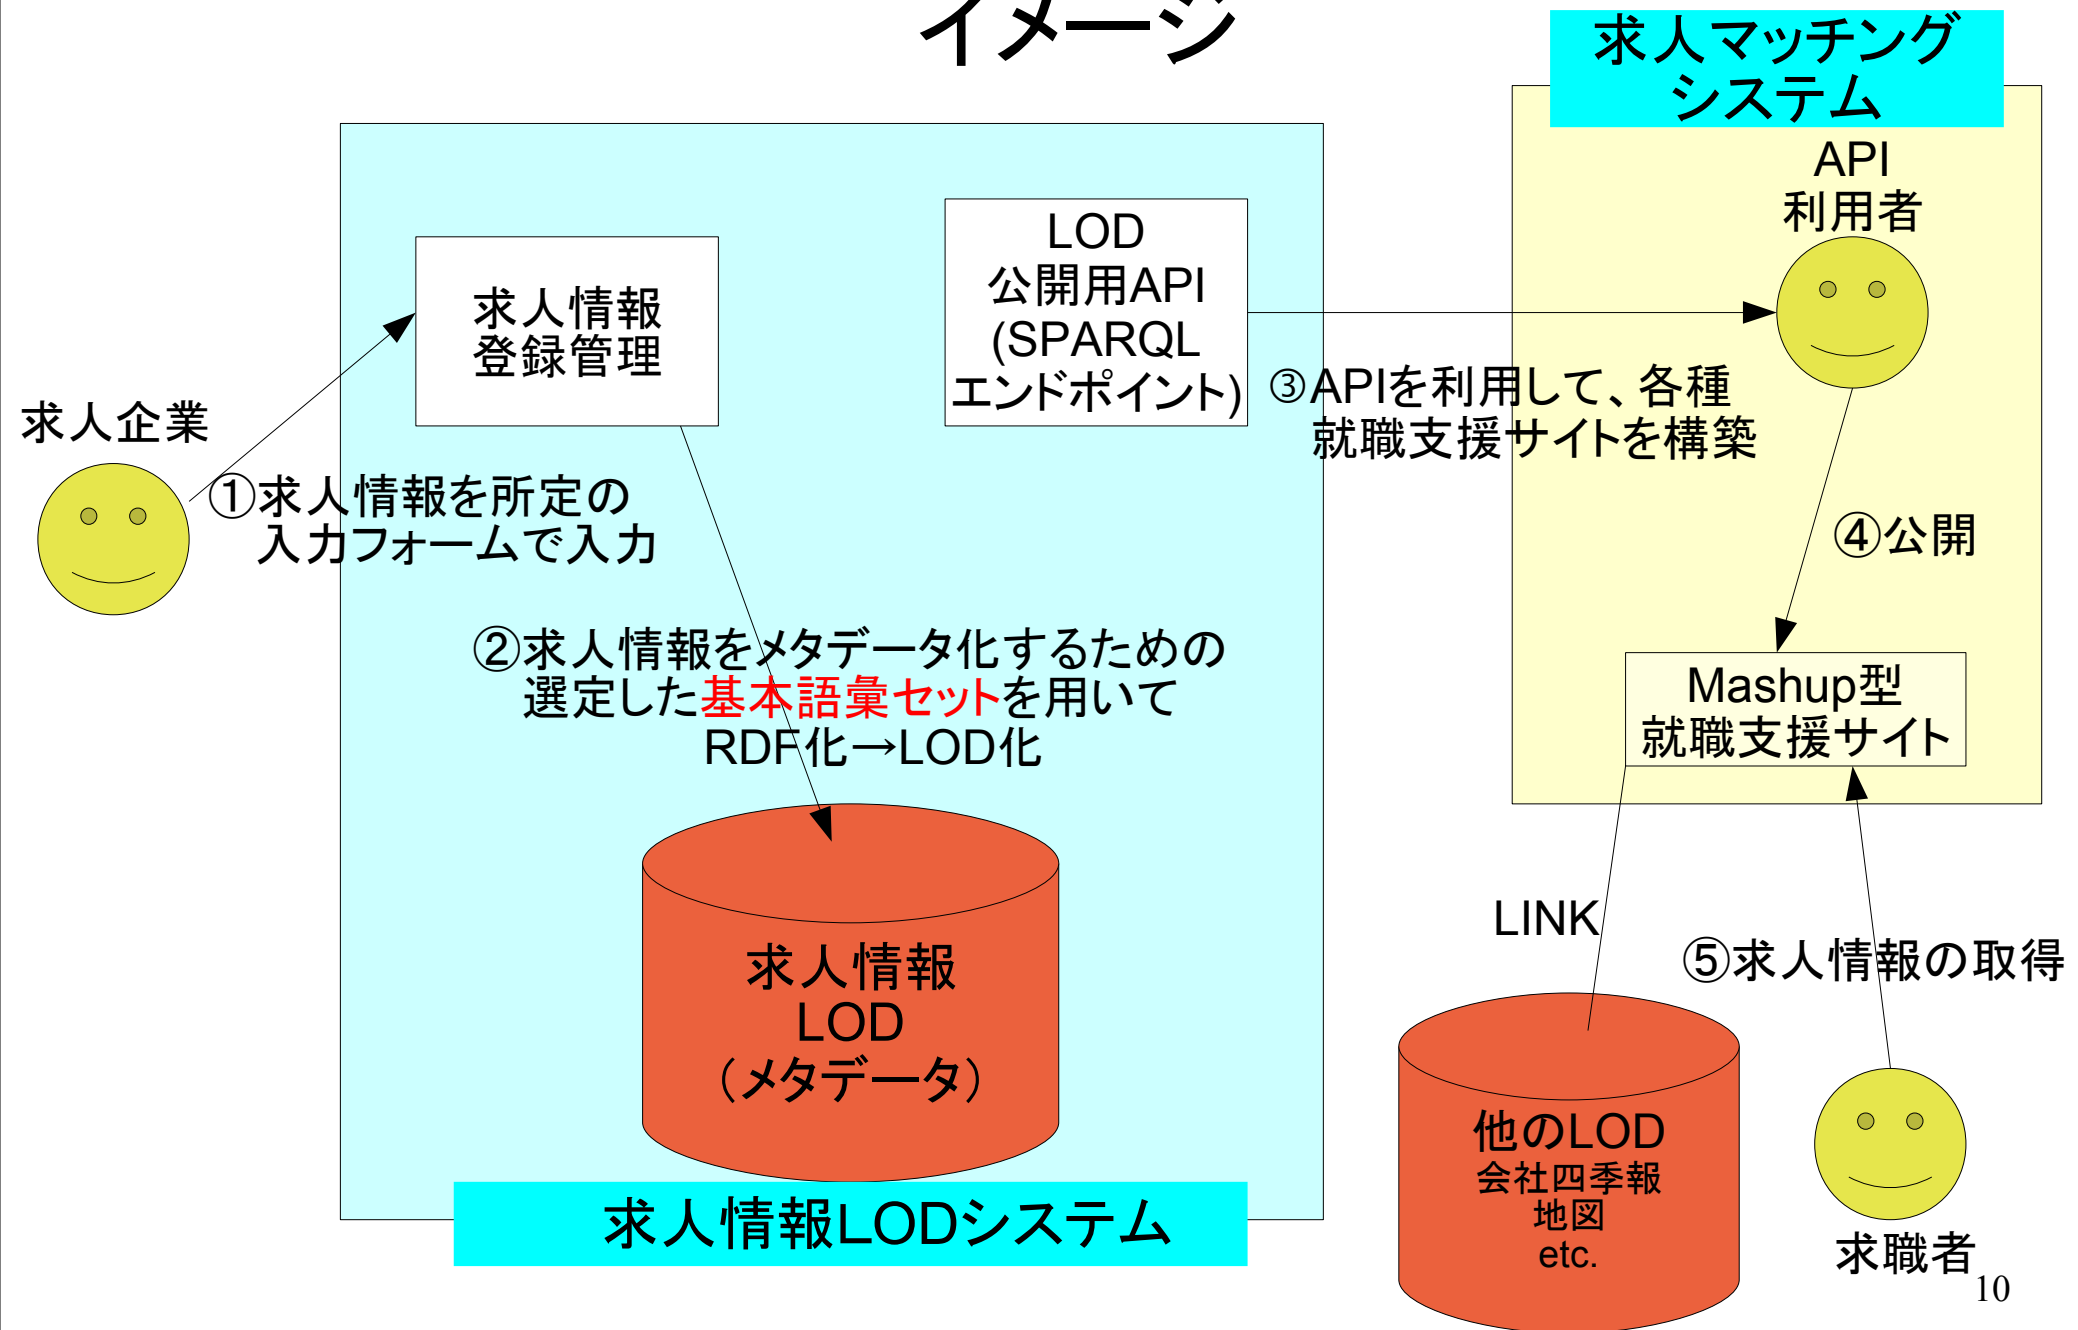 イメージ
求人マッチング
システム
API
利用者
LOD
公開用API
(SPARQL
エンドポイント)
求人情報
登録管理
③APIを利用して、各種
就職支援サイトを構築
求人企業
①求人情報を所定の
入力フォームで入力
④公開
②求人情報をメタデータ化するための
選定した基本語彙セットを用いて
RDF化→LOD化
Mashup型
就職支援サイト
LINK
⑤求人情報の取得
求人情報
LOD
（メタデータ）
他のLOD
会社四季報
地図
etc.
求人情報LODシステム
求職者
10